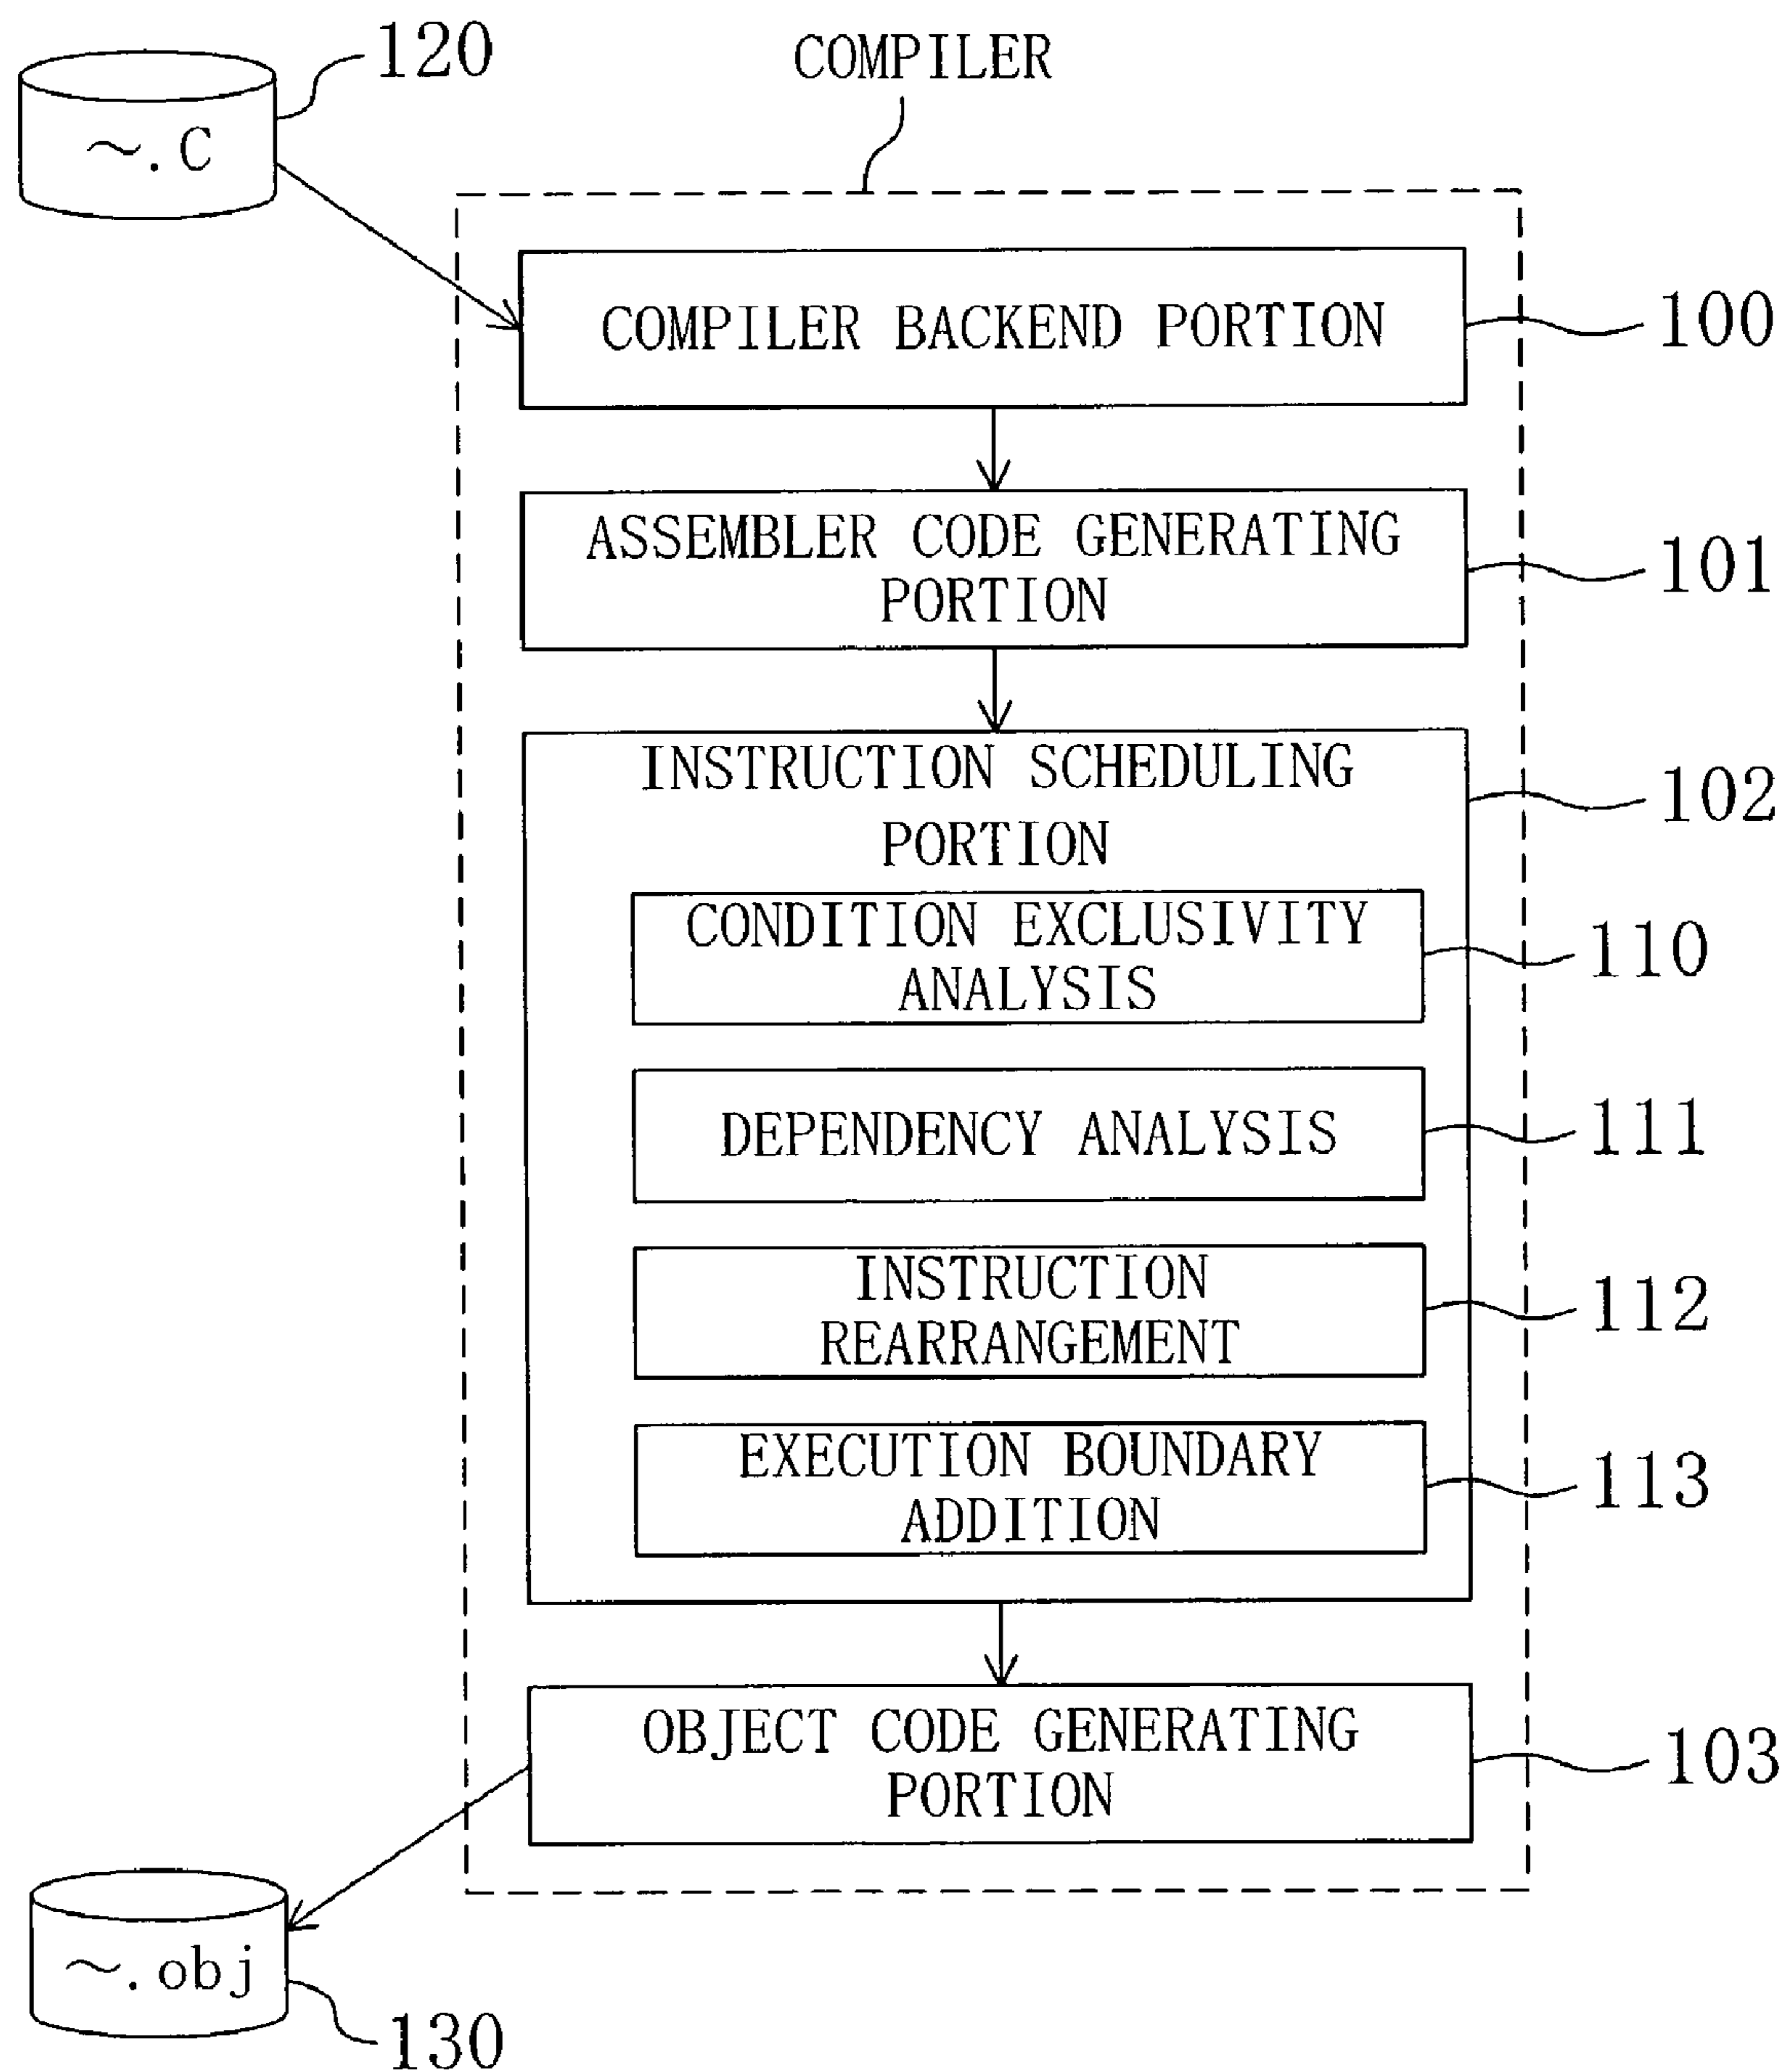 120
COMPILER
~.C
COMPILER BACKEND PORTION
100
ASSEMBLER CODE GENERATING
PORTION
101
INSTRUCTION SCHEDULING
PORTION
102
CONDITION EXCLUSIVITY
ANALYSIS
110
DEPENDENCY ANALYSIS
111
INSTRUCTION
REARRANGEMENT
112
EXECUTION BOUNDARY
ADDITION
113
OBJECT CODE GENERATING
PORTION
103
~.obj
130